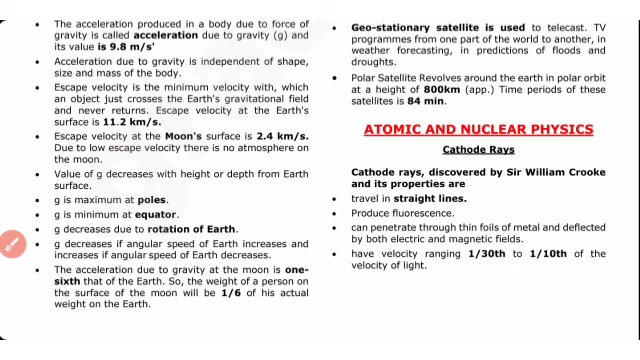 • The acceleration produced in a body due to force of
gravity is called acceleration due to gravity (g) and
its value is 9.8 m/s'
• Acceleration due to gravity is independent of shape,
size and mass of the body.
• Escape velocity is the minimum velocity with, which
an object just crosses the Earth's gravitational field
and never returns. Escape velocity at the Earth's
surface is 11.2 km/s.
• Escape velocity at the Moon's surface is 2.4 km/s.
Due to low escape velocity there is no atmosphere on
the moon.
• Value of g decreases with height or depth from Earth
surface.
• g is maximum at poles.
• g is minimum at equator.
• g decreases due to rotation of Earth.
• g decreases if angular speed of Earth increases and
increases if angular speed of Earth decreases.
• The acceleration due to gravity at the moon is one-
sixth that of the Earth. So, the weight of a person on
the surface of the moon will be 1/6 of his actual
weight on the Earth.
• Geo-stationary satellite is used to telecast. TV
programmes from one part of the world to another, in
weather forecasting, in predictions of floods and
droughts.
• Polar Satellite Revolves around the earth in polar orbit
at a height of 800km (app.) Time periods of these
satellites is 84 min.
ATOMIC AND NUCLEAR PHYSICS
Cathode Rays
Cathode rays, discovered by Sir William Crooke
and its properties are
• travel in straight lines.
• Produce fluorescence.
• can penetrate through thin foils of metal and deflected
by both electric and magnetic fields.
• have velocity ranging 1/30th to 1/10th of the
velocity of light.